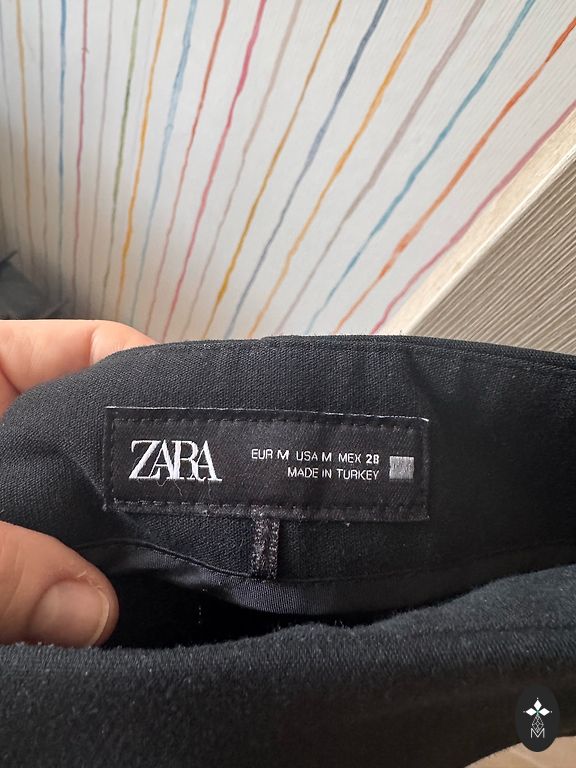 ZARA
EUR M USA M MEX 28
MADE IN TURKEY
M